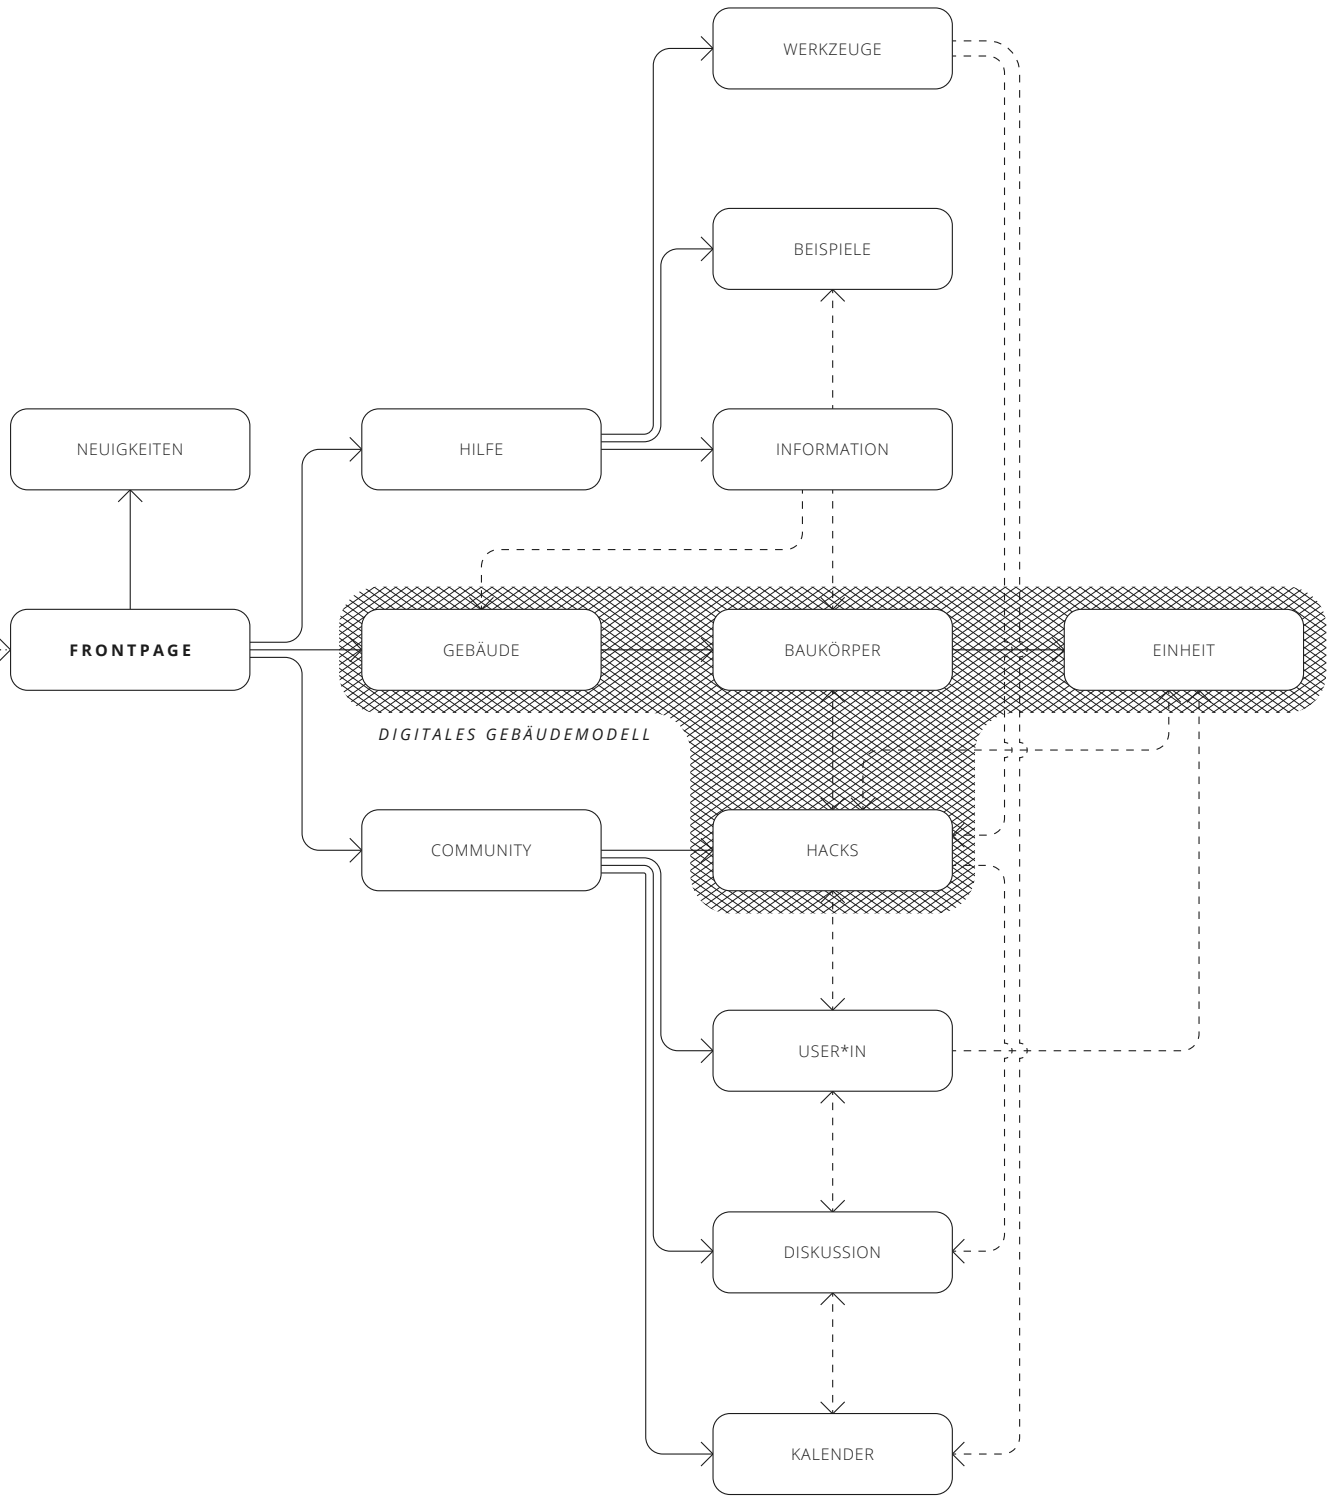 WERKZEUGE
BEISPIELE
NEUIGKEITEN
HILFE
INFORMATION
FRONTPAGE
GEBÄUDE
BAUKÖRPER
EINHEIT
DIGITALES GEBÄUDEMODELL
COMMUNITY
HACKS
USER*IN
DISKUSSION
KALENDER